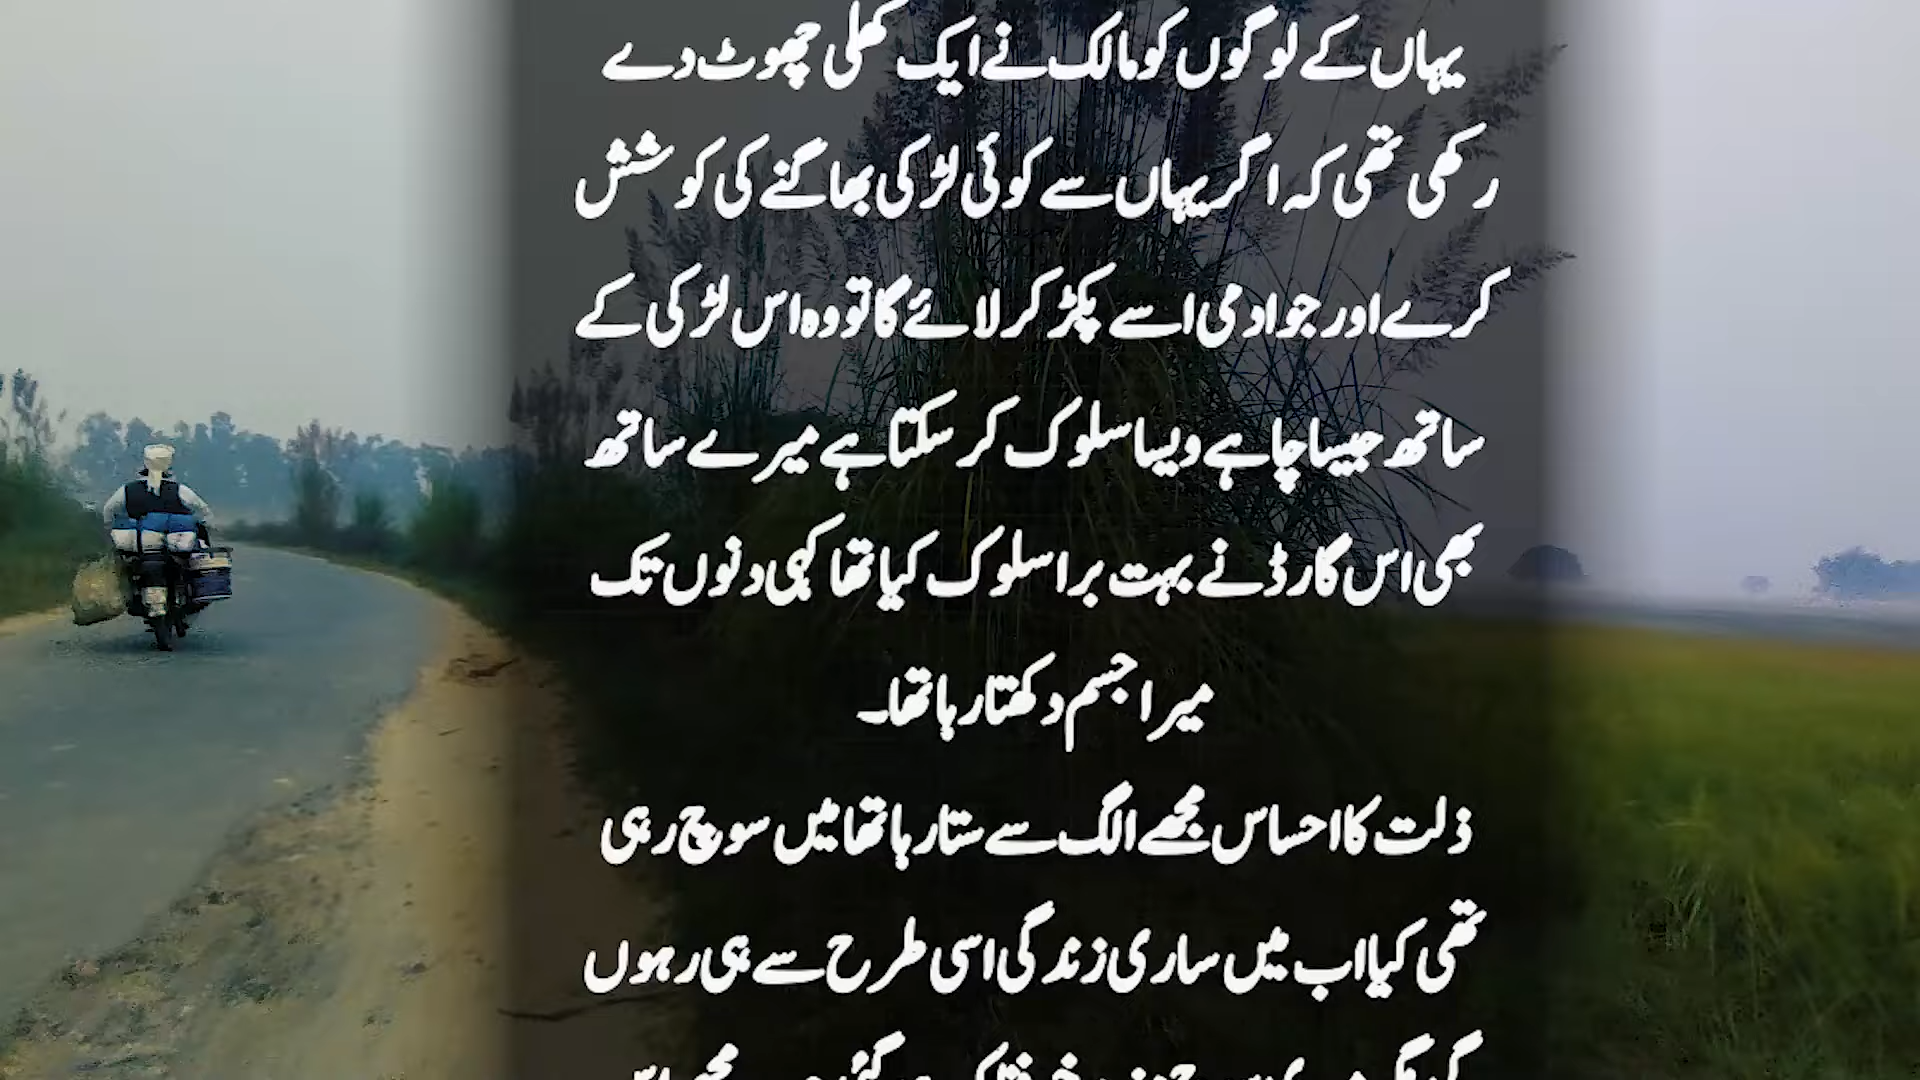 یہاں کے لوگوں کو مالک نے ایک کھلی چھوٹ دے
رکھی تھی کہ اگر یہاں سے کوئی لڑکی بھاگنے کی کوشش
کرے اور جو ادمی اسے پکڑ کر لائے گا تو وہ اس لڑکی کے
ساتھ جیسا چاہے ویسا سلوک کر سکتا ہے میرے ساتھ
بھی اس گارڈ نے بہت برا سلوک کیا تھا کہی دنوں تک
میرا جسم دکھتا رہا تھا۔
ذلت کا احساس مجھے الگ سے ستا رہا تھا میں سوچ رہی
تھی کیا اب میں ساری زندگی اسی طرح سے ہی رہوں